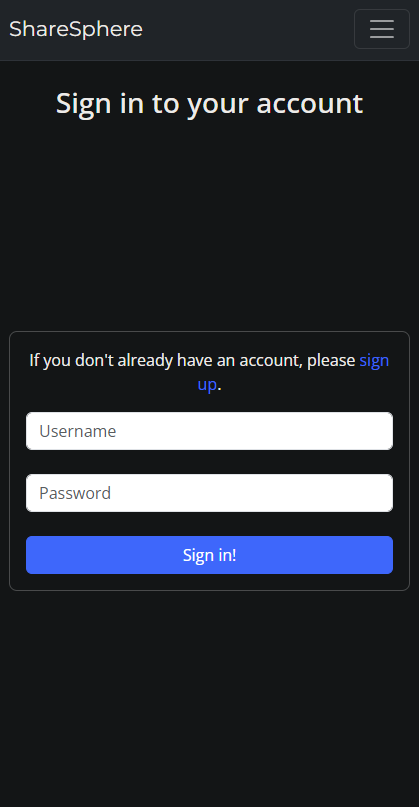 ShareSphere
Sign in to your account
If you don't already have an account, please sign
up.
Username
Password
Sign in!